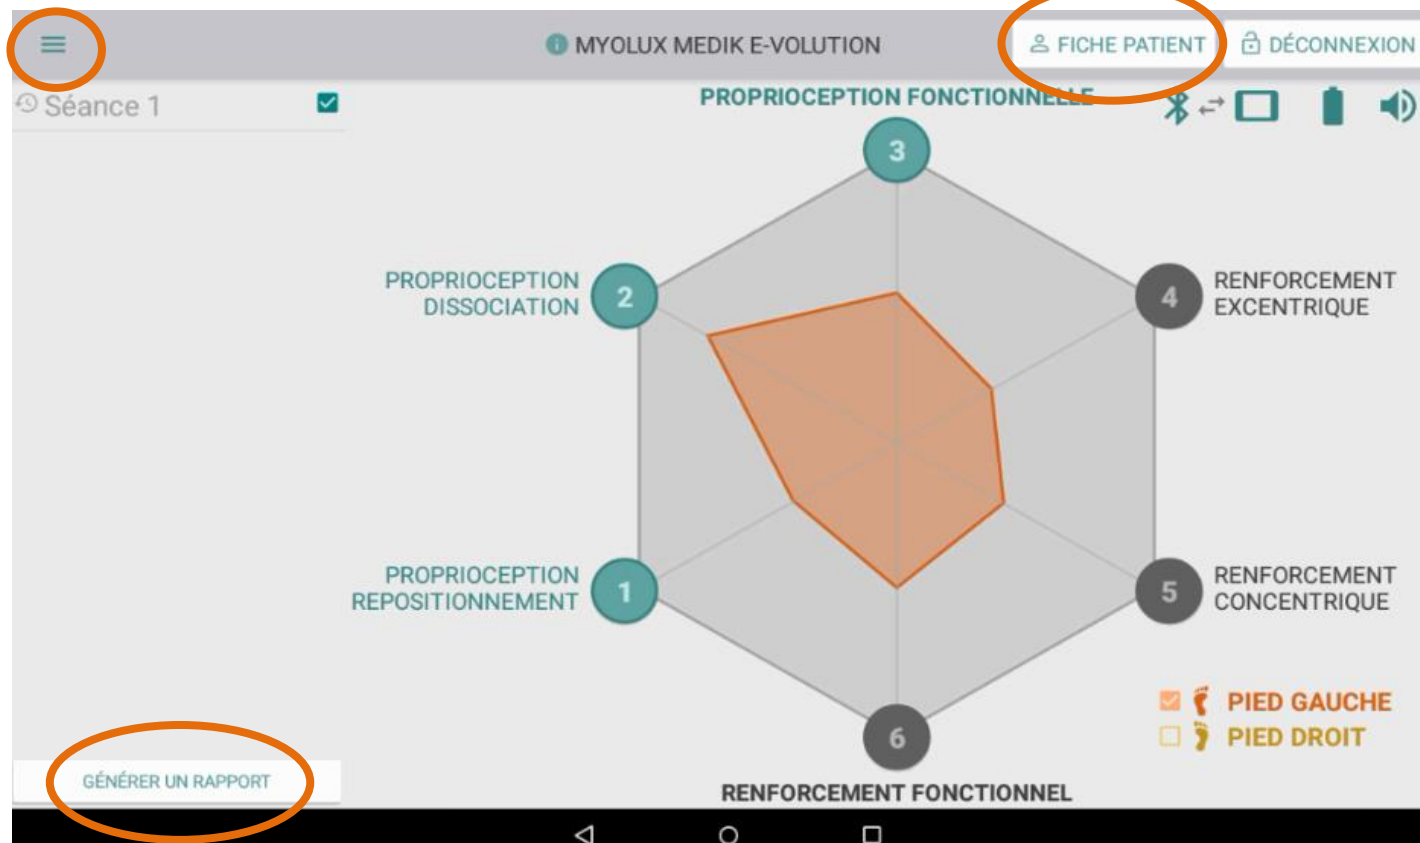 MYOLUX MEDIK E-VOLUTION
FICHE PATIENT
DÉCONNEXION
Séance 1
PROPRIOCEPTION FONCTIONNELLE
3
PROPRIOCEPTION
DISSOCIATION
2
4
RENFORCEMENT
EXCENTRIQUE
PROPRIOCEPTION
REPOSITIONNEMENT
1
5
RENFORCEMENT
CONCENTRIQUE
PIED GAUCHE
PIED DROIT
6
RENFORCEMENT FONCTIONNEL
GÉNÉRER UN RAPPORT